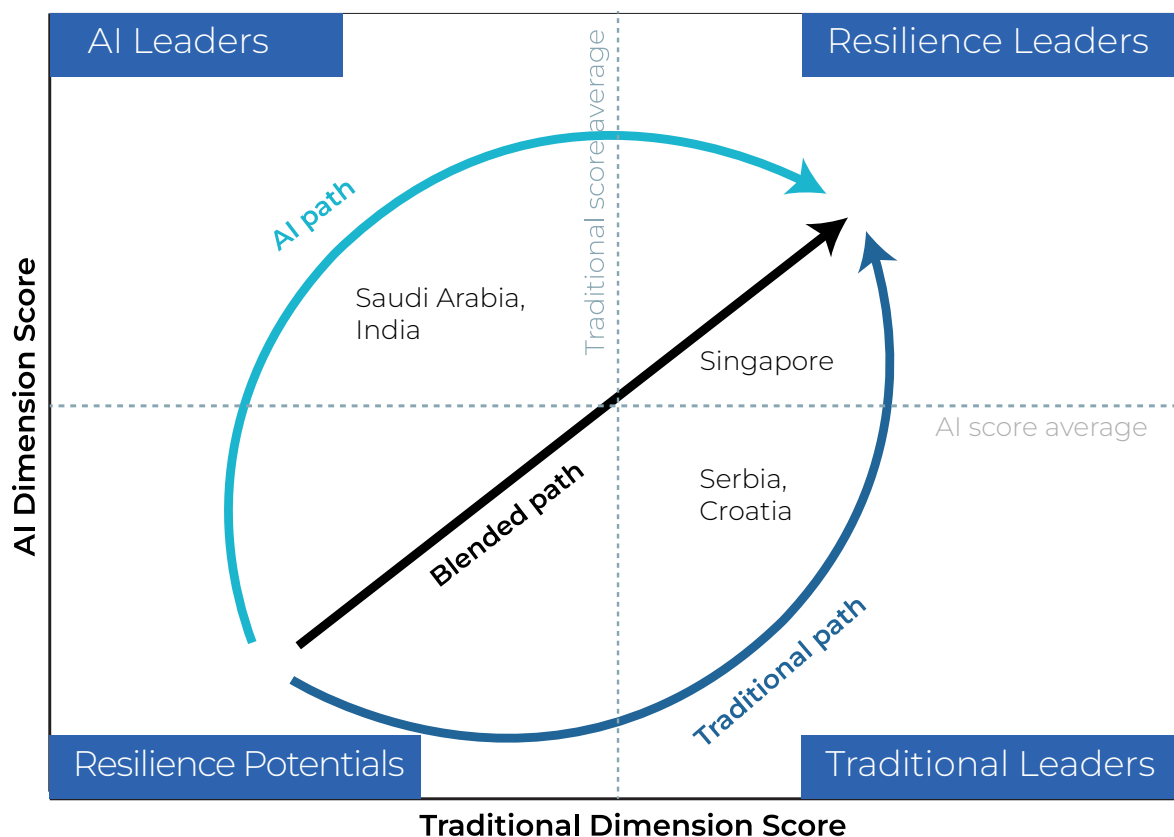 AI Leaders
Resilience Leaders
Traditional score average
AI path
Saudi Arabia,
India
Singapore
AI score average
AI Dimension Score
Blended path
Serbia,
Croatia
Traditional path
Resilience Potentials
Traditional Leaders
Traditional Dimension Score